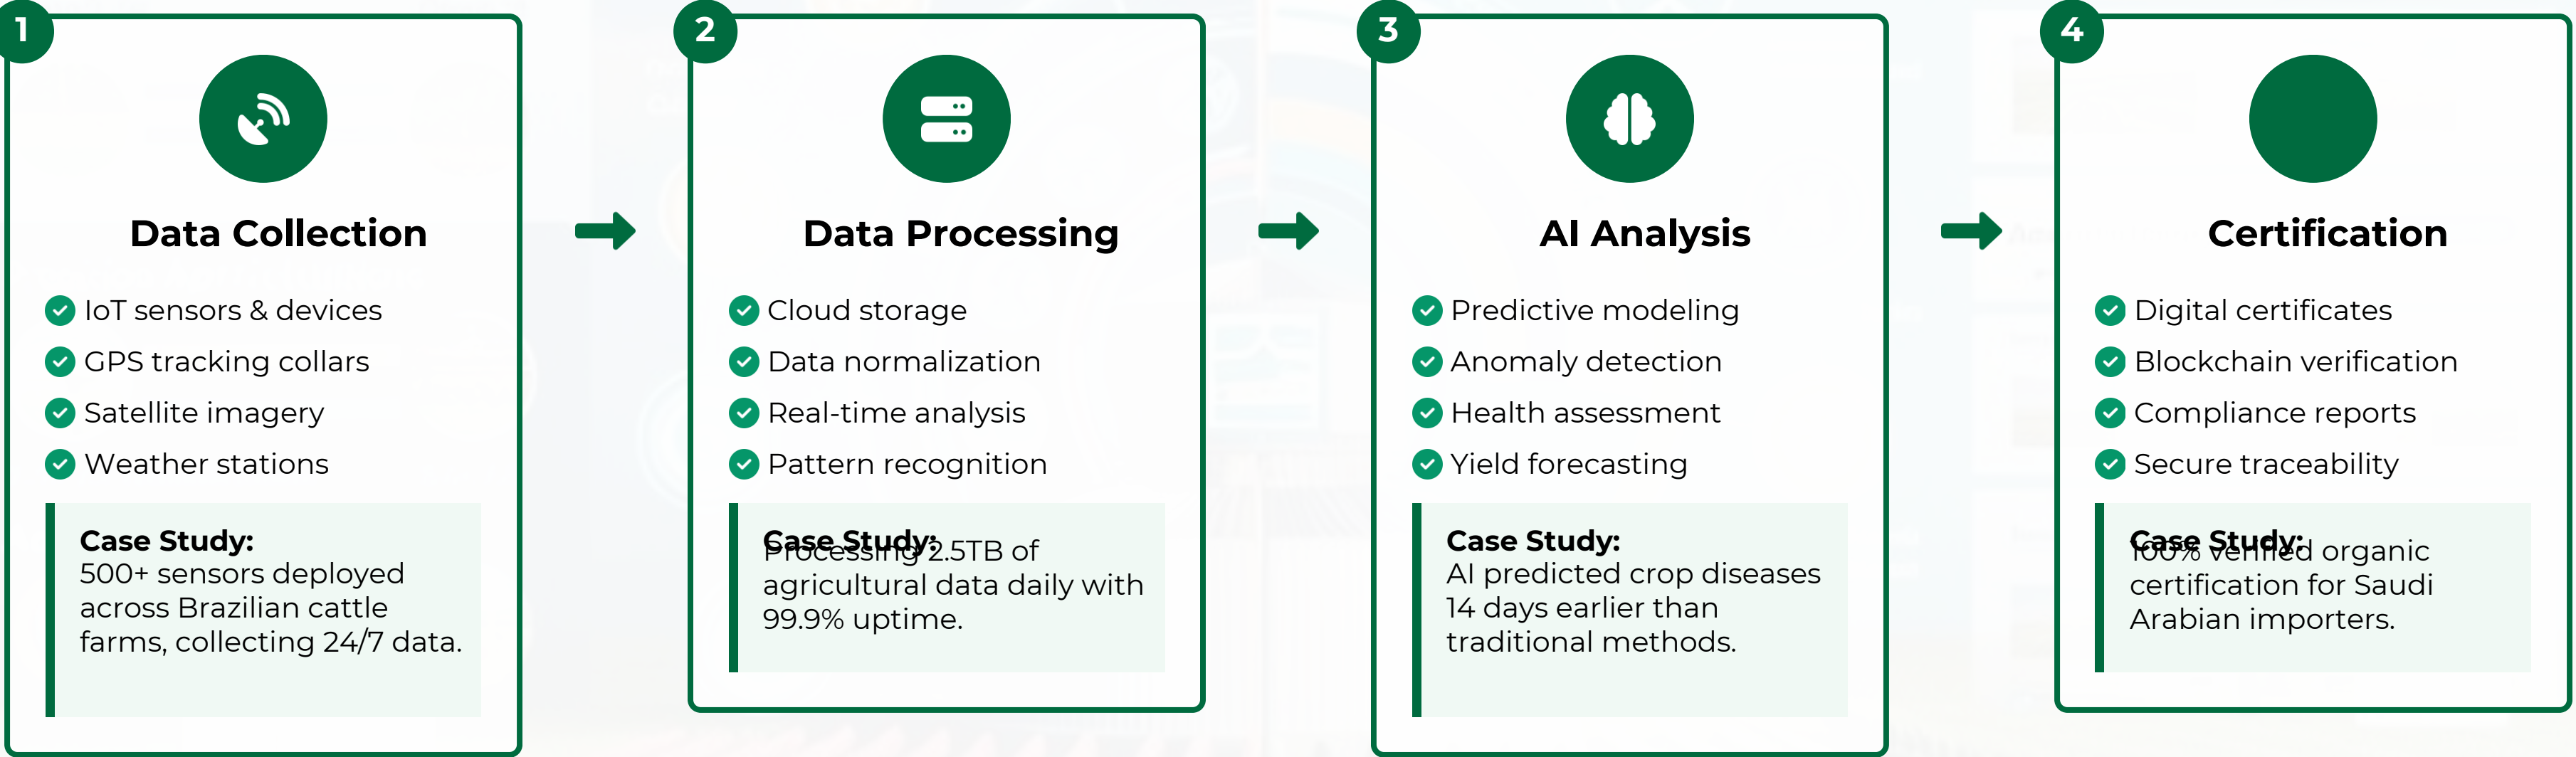 1
Data Collection
IoT sensors & devices
GPS tracking collars
Satellite imagery
Weather stations
Case Study:
500+ sensors deployed
across Brazilian cattle
farms, collecting 24/7 data.
2
Data Processing
Cloud storage
Data normalization
Real-time analysis
Pattern recognition
Case Study:
Processing 2.5TB of
agricultural data daily with
99.9% uptime.
3
AI Analysis
Predictive modeling
Anomaly detection
Health assessment
Yield forecasting
Case Study:
AI predicted crop diseases
14 days earlier than
traditional methods.
4
Certification
Digital certificates
Blockchain verification
Compliance reports
Secure traceability
Case Study:
100% verified organic
certification for Saudi
Arabian importers.